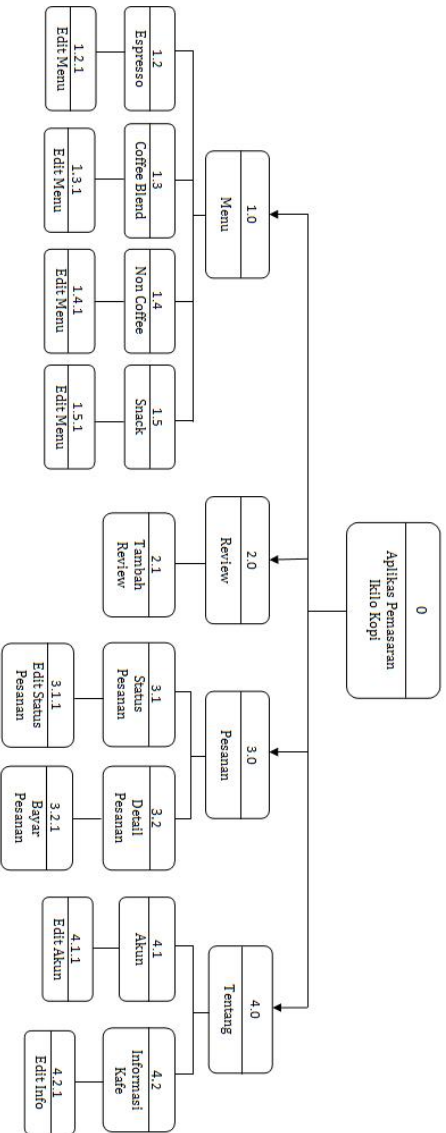 0
Aplikas Pemasaran
Ikilo Kopi
1.0
Menu
2.0
Review
3.0
Pesanan
4.0
Tentang
1.2
Espresso
1.3
Coffee Blend
1.4
Non Coffee
1.5
Snack
2.1
Tambah
Review
3.1
Status
Pesanan
3.2
Detail
Pesanan
4.1
Akun
4.2
Informasi
Kafe
1.2.1
Edit Menu
1.3.1
Edit Menu
1.4.1
Edit Menu
1.5.1
Edit Menu
3.1.1
Edit Status
Pesanan
3.2.1
Bayar
Pesanan
4.1.1
Edit Akun
4.2.1
Edit Info